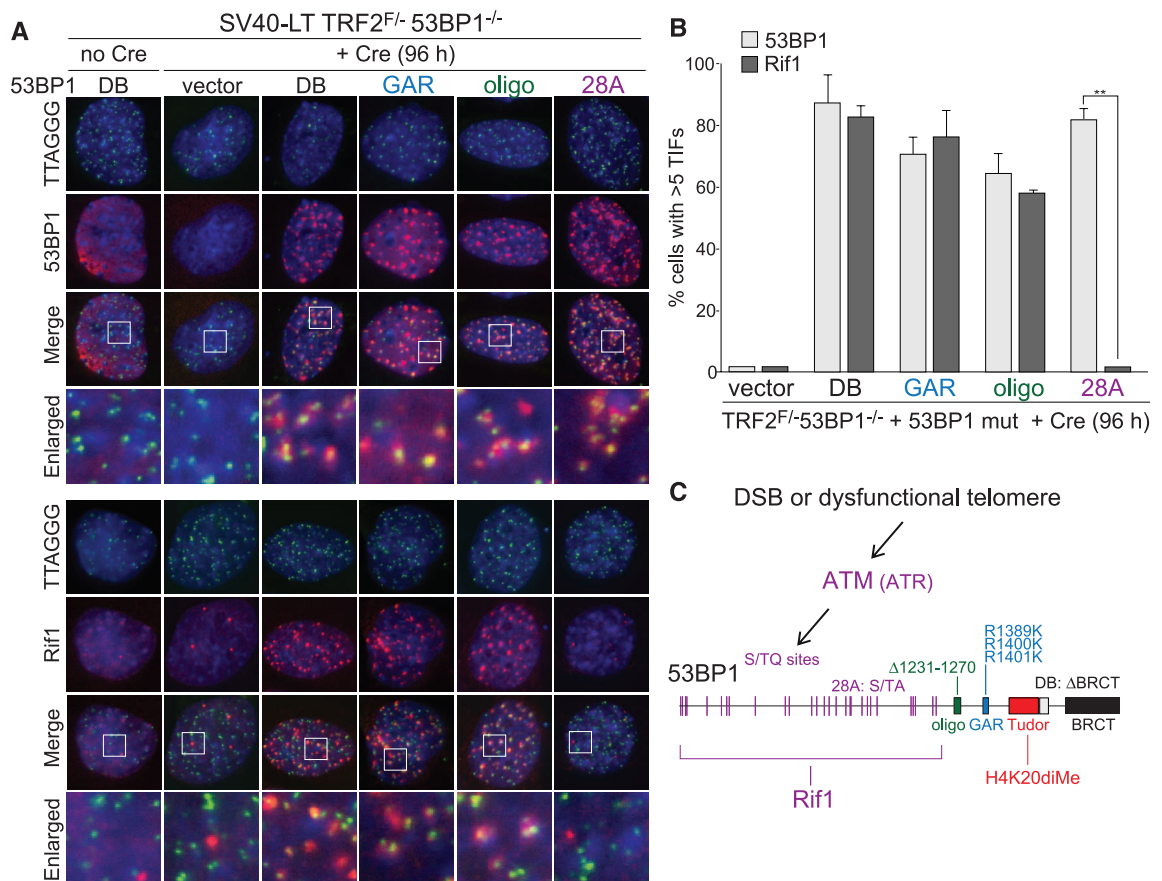 A
SV40-LT TRF2F/- 53BP1-/-
no Cre
+ Cre (96 h)
53BP1 DB vector DB GAR oligo 28A
TTAGGG
53BP1
Merge
Enlarged
TTAGGG
Rif1
Merge
Enlarged
B
53BP1
Rif1
% cells with >5 TIFs
100
80
60
40
20
0
**
vector DB GAR oligo 28A
TRF2F/-53BP1-/- + 53BP1 mut + Cre (96 h)
C
DSB or dysfunctional telomere
ATM (ATR)
S/TQ sites
53BP1
28A: S/TA
Δ1231-1270
R1389K
R1400K
R1401K
DB: ΔBRCT
oligo GAR Tudor BRCT
H4K20diMe
Rif1